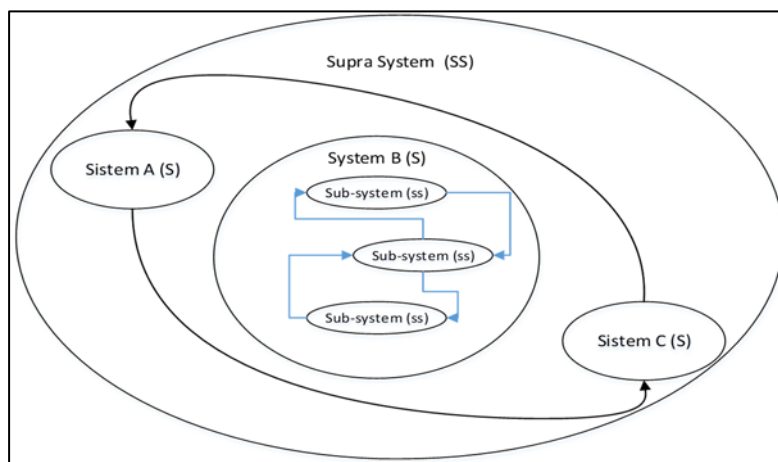 Supra System (SS)
Sistem A (S)
System B (S)
Sub-system (ss)
Sub-system (ss)
Sub-system (ss)
Sistem C (S)